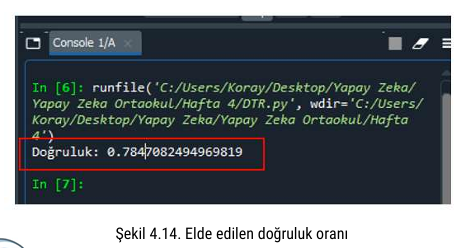 Console 1/A
In [6]: runfile('C:/Users/Koray/Desktop/Yapay Zeka/
Yapay Zeka Ortaokul/Hafta 4/DTR.py', wdir='C:/Users/
Koray/Desktop/Yapay Zeka/Yapay Zeka Ortaokul/Hafta
4')
Doğruluk: 0.7847082494969819
In [7]:
Şekil 4.14. Elde edilen doğruluk oranı